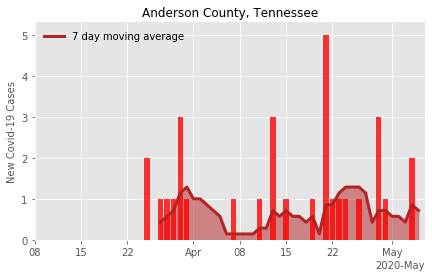 Anderson County, Tennessee
7 day moving average
New Covid-19 Cases
5
4
3
2
1
0
08 15 22 Apr 08 15 22 May
2020-May